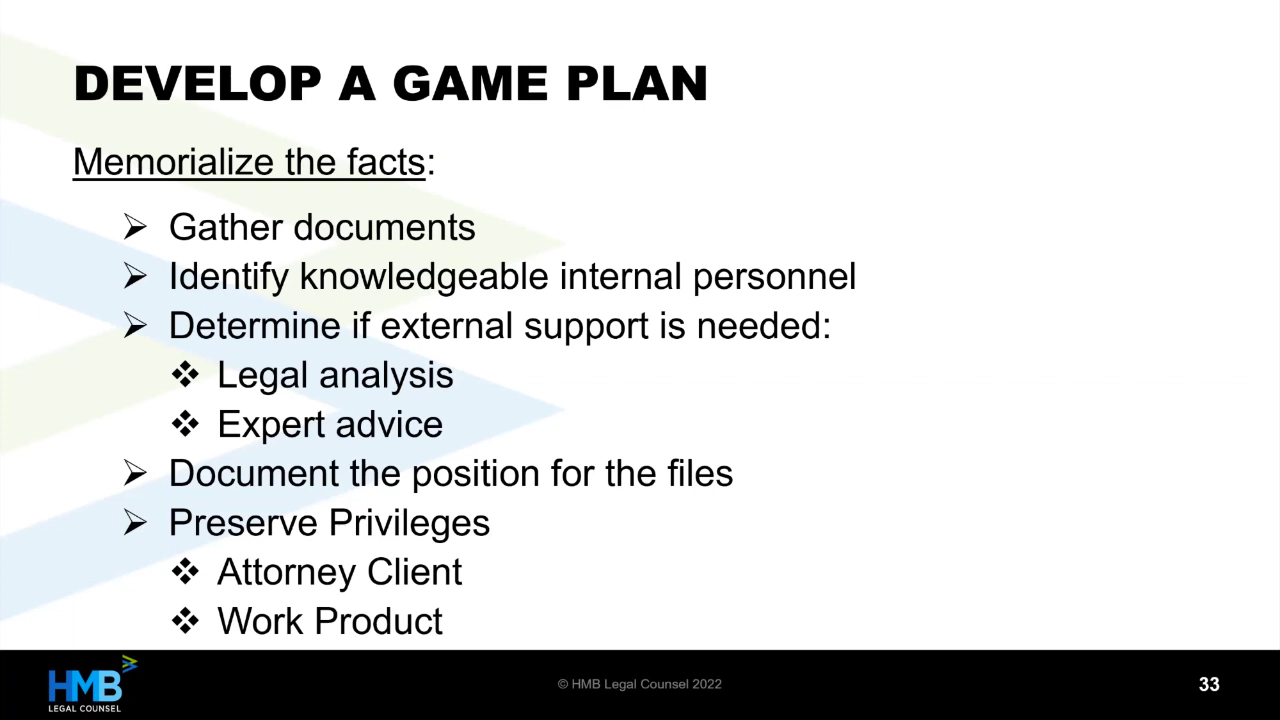 DEVELOP A GAME PLAN
Memorialize the facts:
➢ Gather documents
➢ Identify knowledgeable internal personnel
➢ Determine if external support is needed:
❖ Legal analysis
❖ Expert advice
➢ Document the position for the files
➢ Preserve Privileges
❖ Attorney Client
❖ Work Product
HMB
LEGAL COUNSEL
© HMB Legal Counsel 2022
33